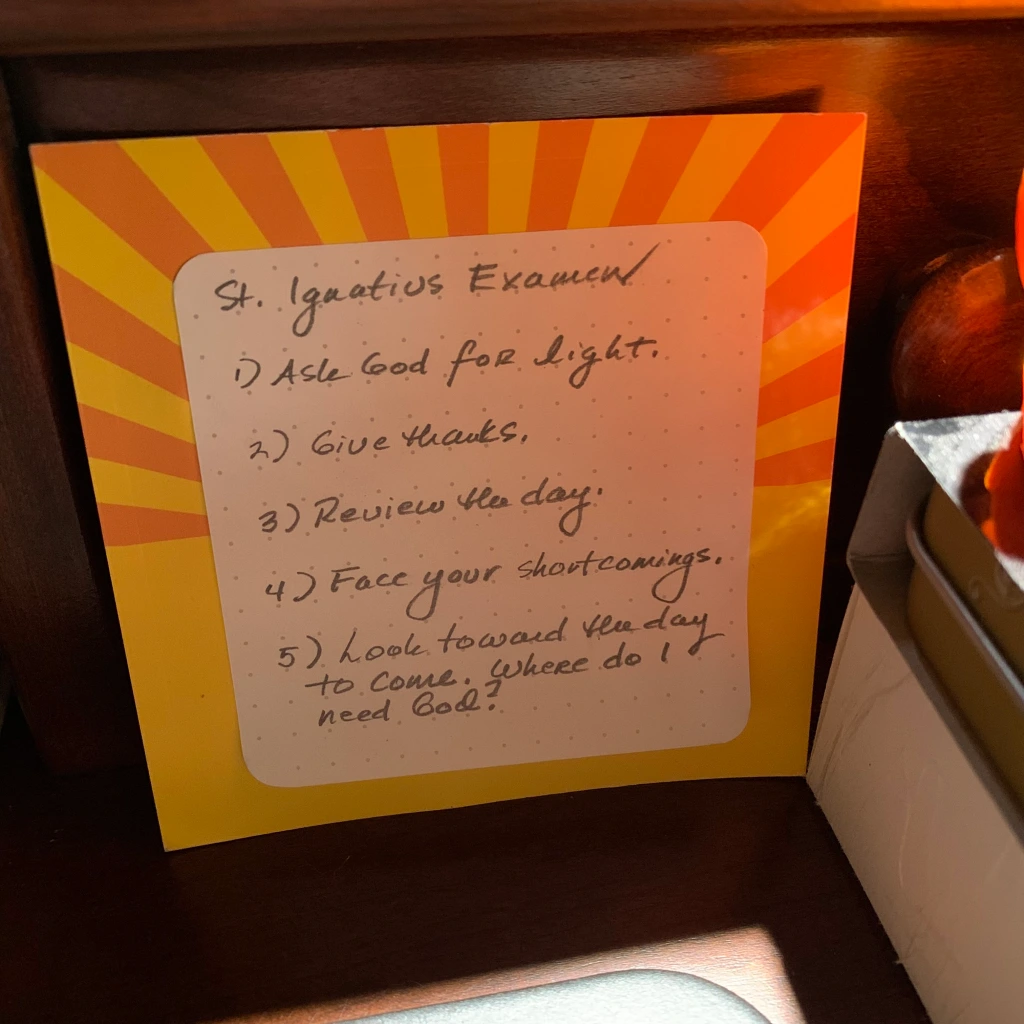 St. Ignatius Examen
1) Ask God for light.
2) Give thanks.
3) Review the day.
4) Face your shortcomings.
5) Look toward the day
to come. Where do I
need God?